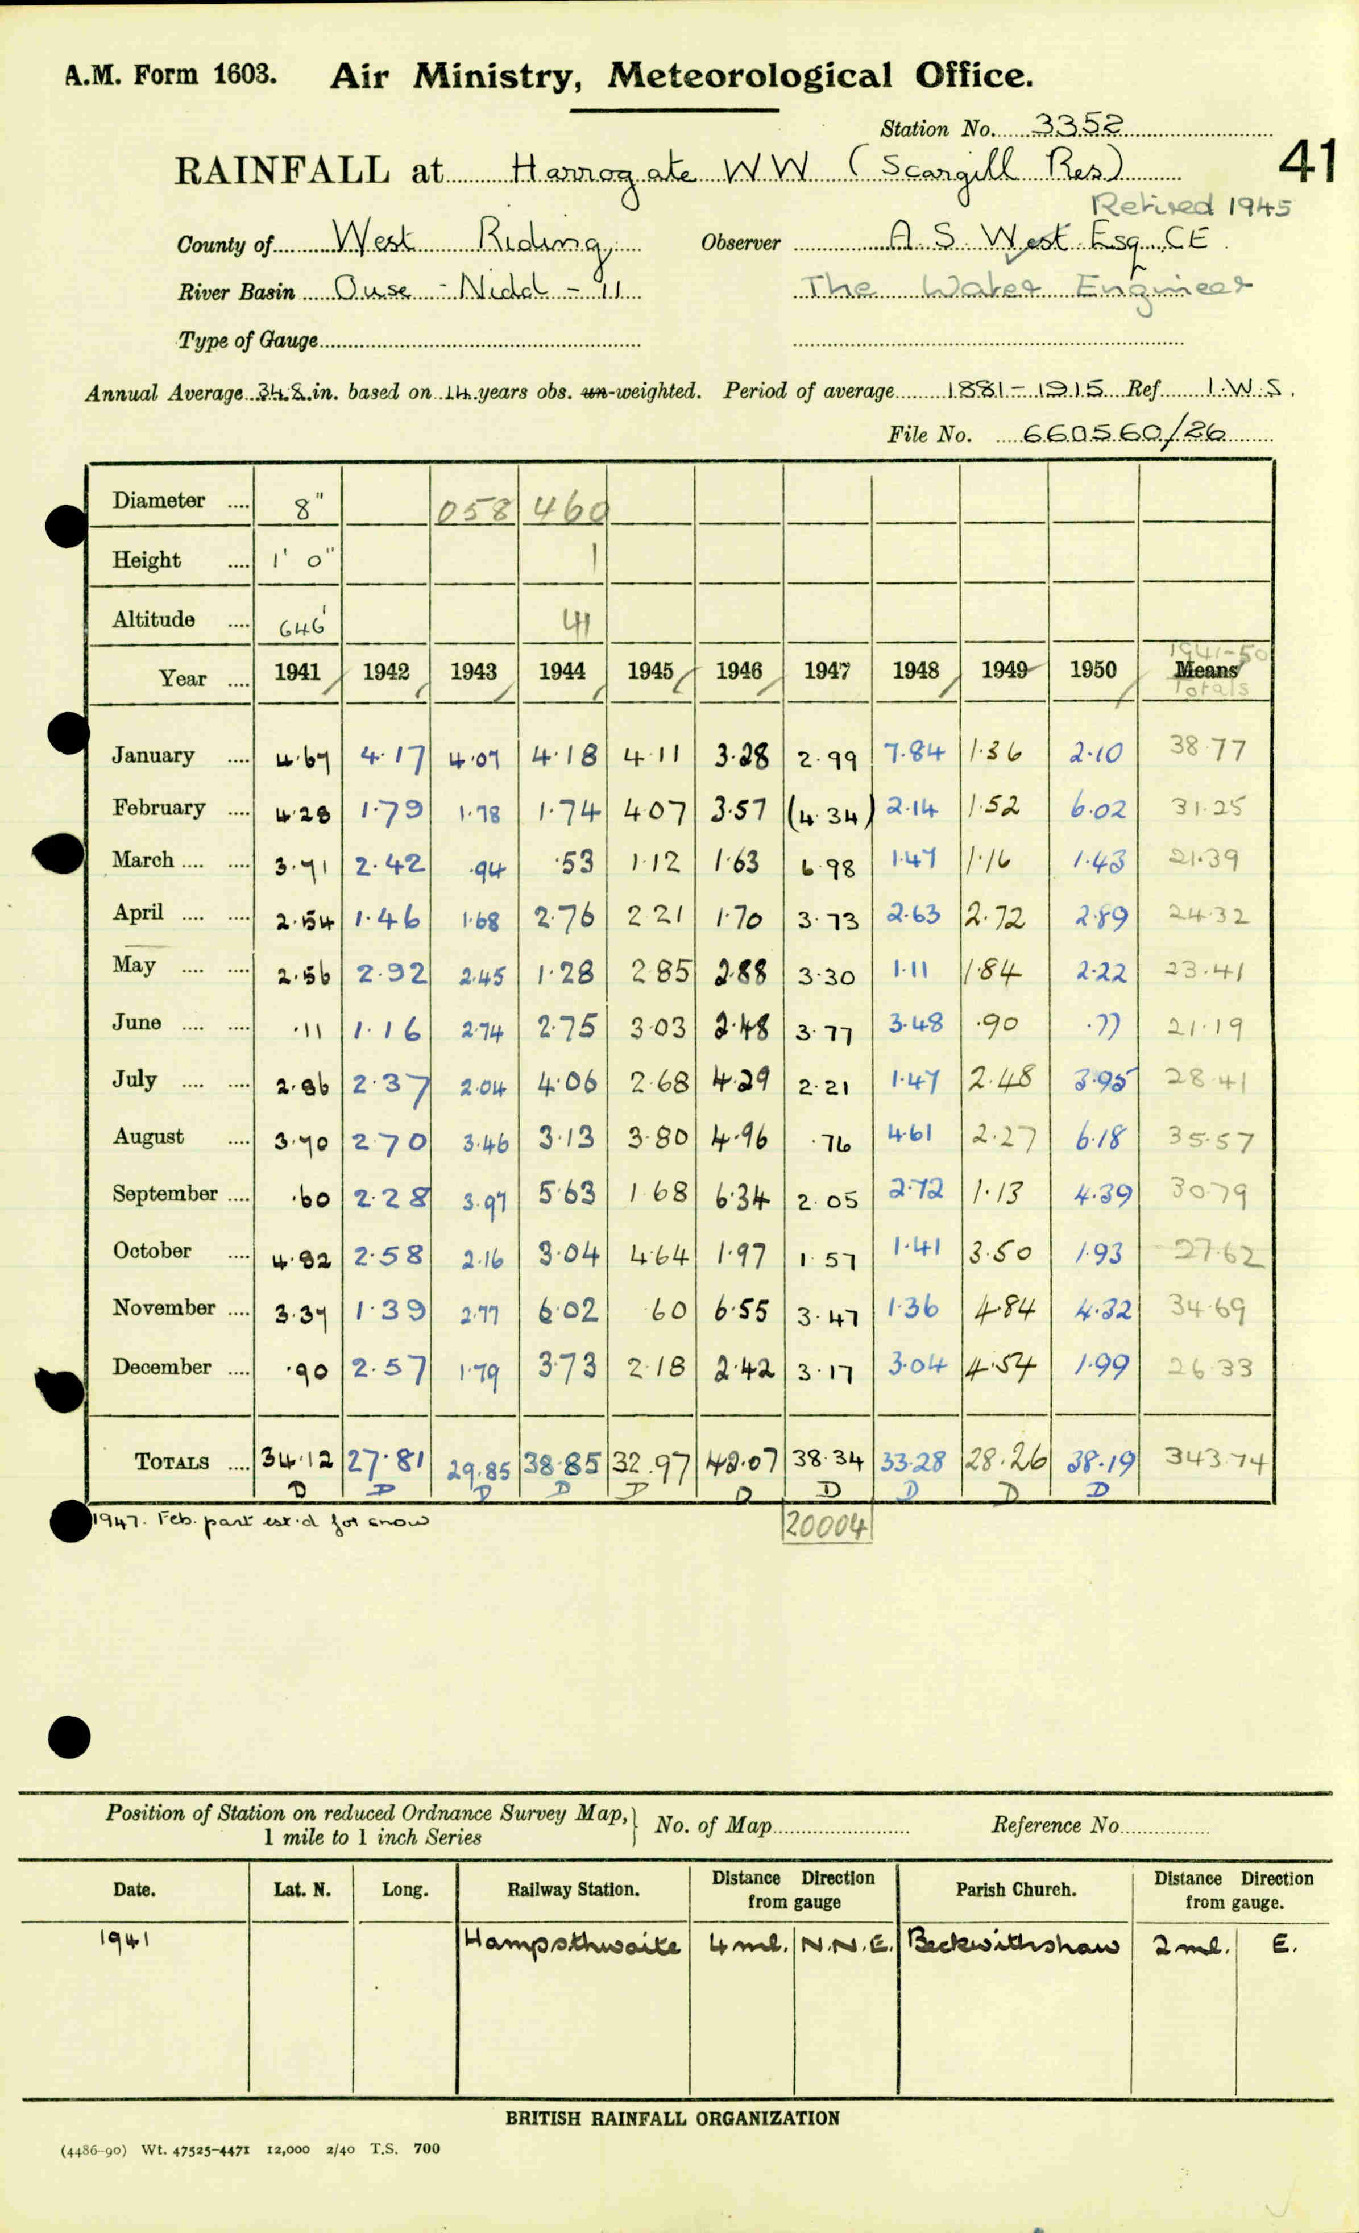 A.M. Form 1603. Air Ministry, Meteorological Office.
Station No. 3352
41
RAINFALL at Harrogate WW (Scargill Res)
Retired 1945
County of West Riding Observer A S West Esq. CE.
River Basin Ouse - Nidd - 11 The Water Engineer
Type of Gauge
Annual Average 34.8 in. based on 14 years obs. un-weighted. Period of average 1881-1915 Ref I.W.S.
File No. 660560/26
Diameter .... 8" 058 460
Height .... 1' 0" 1
Altitude .... 646' 41
1941-50
Year .... 1941 1942 1943 1944 1945 1946 1947 1948 1949 1950 Means
Totals
January .... 4.67 4.17 4.07 4.18 4.11 3.28 2.99 7.84 1.36 2.10 38.77
February .... 4.28 1.79 1.78 1.74 4.07 3.57 (4.34) 2.14 1.52 6.02 31.25
March .... .... 3.71 2.42 .94 .53 1.12 1.63 6.98 1.47 1.16 1.43 21.39
April .... .... 2.54 1.46 1.68 2.76 2.21 1.70 3.73 2.63 2.72 2.89 24.32
May .... .... 2.56 2.92 2.45 1.28 2.85 2.88 3.30 1.11 1.84 2.22 23.41
June .... .... .11 1.16 2.74 2.75 3.03 2.48 3.77 3.48 .90 .77 21.19
July .... .... 2.86 2.37 2.04 4.06 2.68 4.29 2.21 1.47 2.48 3.95 28.41
August .... 3.70 2.70 3.46 3.13 3.80 4.96 .76 4.61 2.27 6.18 35.57
September .... .60 2.28 3.97 5.63 1.68 6.34 2.05 2.72 1.13 4.39 30.79
October .... 4.82 2.58 2.16 3.04 4.64 1.97 1.57 1.41 3.50 1.93 27.62
November .... 3.37 1.39 2.77 6.02 .60 6.55 3.47 1.36 4.84 4.32 34.69
December .... .90 2.57 1.79 3.73 2.18 2.42 3.17 3.04 4.54 1.99 26.33
TOTALS .... 34.12 27.81 29.85 38.85 32.97 42.07 38.34 33.28 28.26 38.19 343.74
D D D D D D D D D D
1947. Feb. part est'd for snow
20004
Position of Station on reduced Ordnance Survey Map, } No. of Map Reference No
1 mile to 1 inch Series
Date. Lat. N. Long. Railway Station. Distance Direction from gauge Parish Church. Distance Direction from gauge.
1941 Hampsthwaite 4 ml. N.N.E. Beckwithshaw 2 ml. E.
BRITISH RAINFALL ORGANIZATION
(4486-90) Wt. 47525-4471 12,000 2/40 T.S. 700